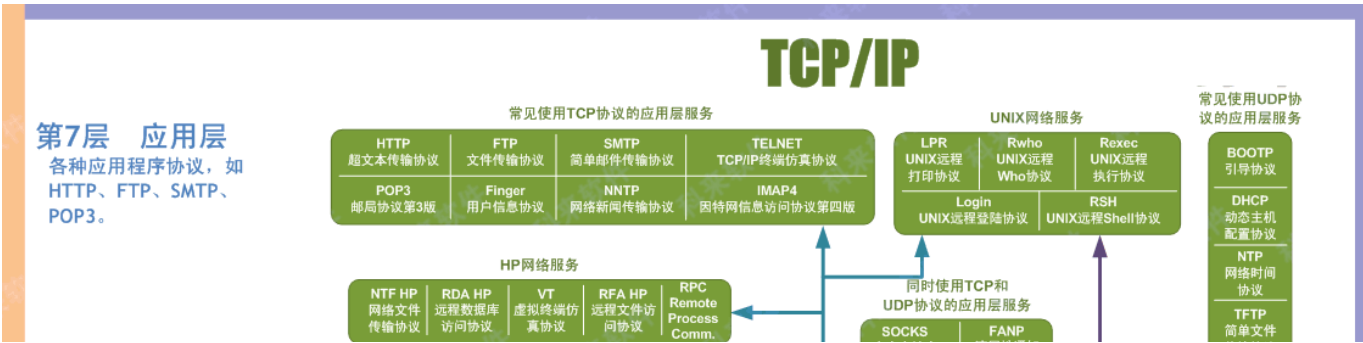 TCP/IP
第7层 应用层
各种应用程序协议，如
HTTP、FTP、SMTP、
POP3。
常见使用TCP协议的应用层服务
HTTP
超文本传输协议
FTP
文件传输协议
SMTP
简单邮件传输协议
TELNET
TCP/IP终端仿真协议
POP3
邮局协议第3版
Finger
用户信息协议
NNTP
网络新闻传输协议
IMAP4
因特网信息访问协议第四版
UNIX网络服务
LPR
UNIX远程
打印协议
Rwho
UNIX远程
Who协议
Rexec
UNIX远程
执行协议
Login
UNIX远程登陆协议
RSH
UNIX远程Shell协议
常见使用UDP协
议的应用层服务
BOOTP
引导协议
DHCP
动态主机
配置协议
NTP
网络时间
协议
TFTP
简单文件
HP网络服务
NTF HP
网络文件
传输协议
RDA HP
远程数据库
访问协议
VT
虚拟终端仿
真协议
RFA HP
远程文件访
问协议
RPC
Remote
Process
Comm.
同时使用TCP和
UDP协议的应用层服务
SOCKS
FANP